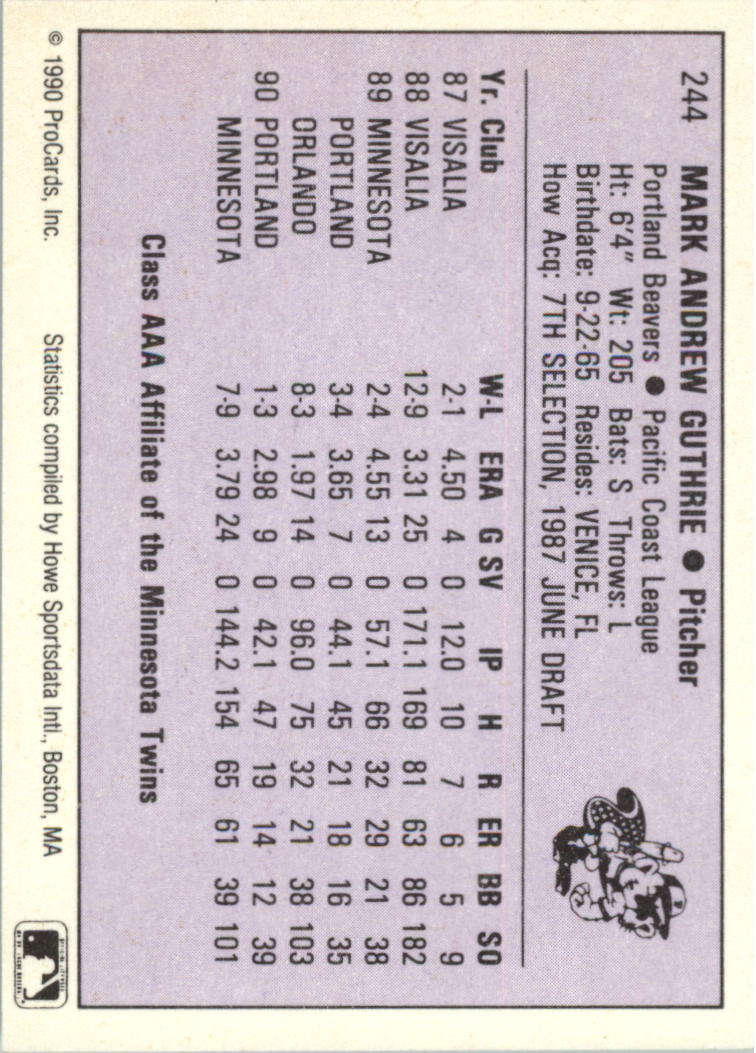 244 MARK ANDREW GUTHRIE ● Pitcher
Portland Beavers ● Pacific Coast League
Ht: 6'4" Wt: 205 Bats: S Throws: L
Birthdate: 9-22-65 Resides: VENICE, FL
How Acq: 7TH SELECTION, 1987 JUNE DRAFT
Yr. Club W-L ERA G SV IP H R ER BB SO
87 VISALIA 2-1 4.50 4 0 12.0 10 7 6 5 9
88 VISALIA 12-9 3.31 25 0 171.1 169 81 63 86 182
89 MINNESOTA 2-4 4.55 13 0 57.1 66 32 29 21 38
PORTLAND 3-4 3.65 7 0 44.1 45 21 18 16 35
ORLANDO 8-3 1.97 14 0 96.0 75 32 21 38 103
90 PORTLAND 1-3 2.98 9 0 42.1 47 19 14 12 39
MINNESOTA 7-9 3.79 24 0 144.2 154 65 61 39 101
Class AAA Affiliate of the Minnesota Twins
© 1990 ProCards, Inc. Statistics compiled by Howe Sportsdata Intl., Boston, MA